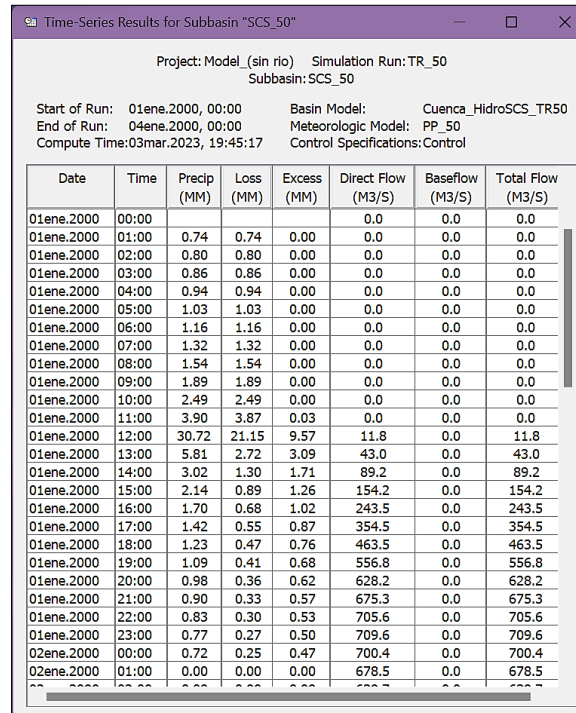 Time-Series Results for Subbasin "SCS_50"
Project: Model_(sin rio) Simulation Run: TR_50
Subbasin: SCS_50
Start of Run: 01ene.2000, 00:00 Basin Model: Cuenca_HidroSCS_TR50
End of Run: 04ene.2000, 00:00 Meteorologic Model: PP_50
Compute Time:03mar.2023, 19:45:17 Control Specifications:Control
Date Time Precip Loss Excess Direct Flow Baseflow Total Flow
(MM) (MM) (MM) (M3/S) (M3/S) (M3/S)
01ene.2000 00:00 0.0 0.0 0.0
01ene.2000 01:00 0.74 0.74 0.00 0.0 0.0 0.0
01ene.2000 02:00 0.80 0.80 0.00 0.0 0.0 0.0
01ene.2000 03:00 0.86 0.86 0.00 0.0 0.0 0.0
01ene.2000 04:00 0.94 0.94 0.00 0.0 0.0 0.0
01ene.2000 05:00 1.03 1.03 0.00 0.0 0.0 0.0
01ene.2000 06:00 1.16 1.16 0.00 0.0 0.0 0.0
01ene.2000 07:00 1.32 1.32 0.00 0.0 0.0 0.0
01ene.2000 08:00 1.54 1.54 0.00 0.0 0.0 0.0
01ene.2000 09:00 1.89 1.89 0.00 0.0 0.0 0.0
01ene.2000 10:00 2.49 2.49 0.00 0.0 0.0 0.0
01ene.2000 11:00 3.90 3.87 0.03 0.0 0.0 0.0
01ene.2000 12:00 30.72 21.15 9.57 11.8 0.0 11.8
01ene.2000 13:00 5.81 2.72 3.09 43.0 0.0 43.0
01ene.2000 14:00 3.02 1.30 1.71 89.2 0.0 89.2
01ene.2000 15:00 2.14 0.89 1.26 154.2 0.0 154.2
01ene.2000 16:00 1.70 0.68 1.02 243.5 0.0 243.5
01ene.2000 17:00 1.42 0.55 0.87 354.5 0.0 354.5
01ene.2000 18:00 1.23 0.47 0.76 463.5 0.0 463.5
01ene.2000 19:00 1.09 0.41 0.68 556.8 0.0 556.8
01ene.2000 20:00 0.98 0.36 0.62 628.2 0.0 628.2
01ene.2000 21:00 0.90 0.33 0.57 675.3 0.0 675.3
01ene.2000 22:00 0.83 0.30 0.53 705.6 0.0 705.6
01ene.2000 23:00 0.77 0.27 0.50 709.6 0.0 709.6
02ene.2000 00:00 0.72 0.25 0.47 700.4 0.0 700.4
02ene.2000 01:00 0.00 0.00 0.00 678.5 0.0 678.5